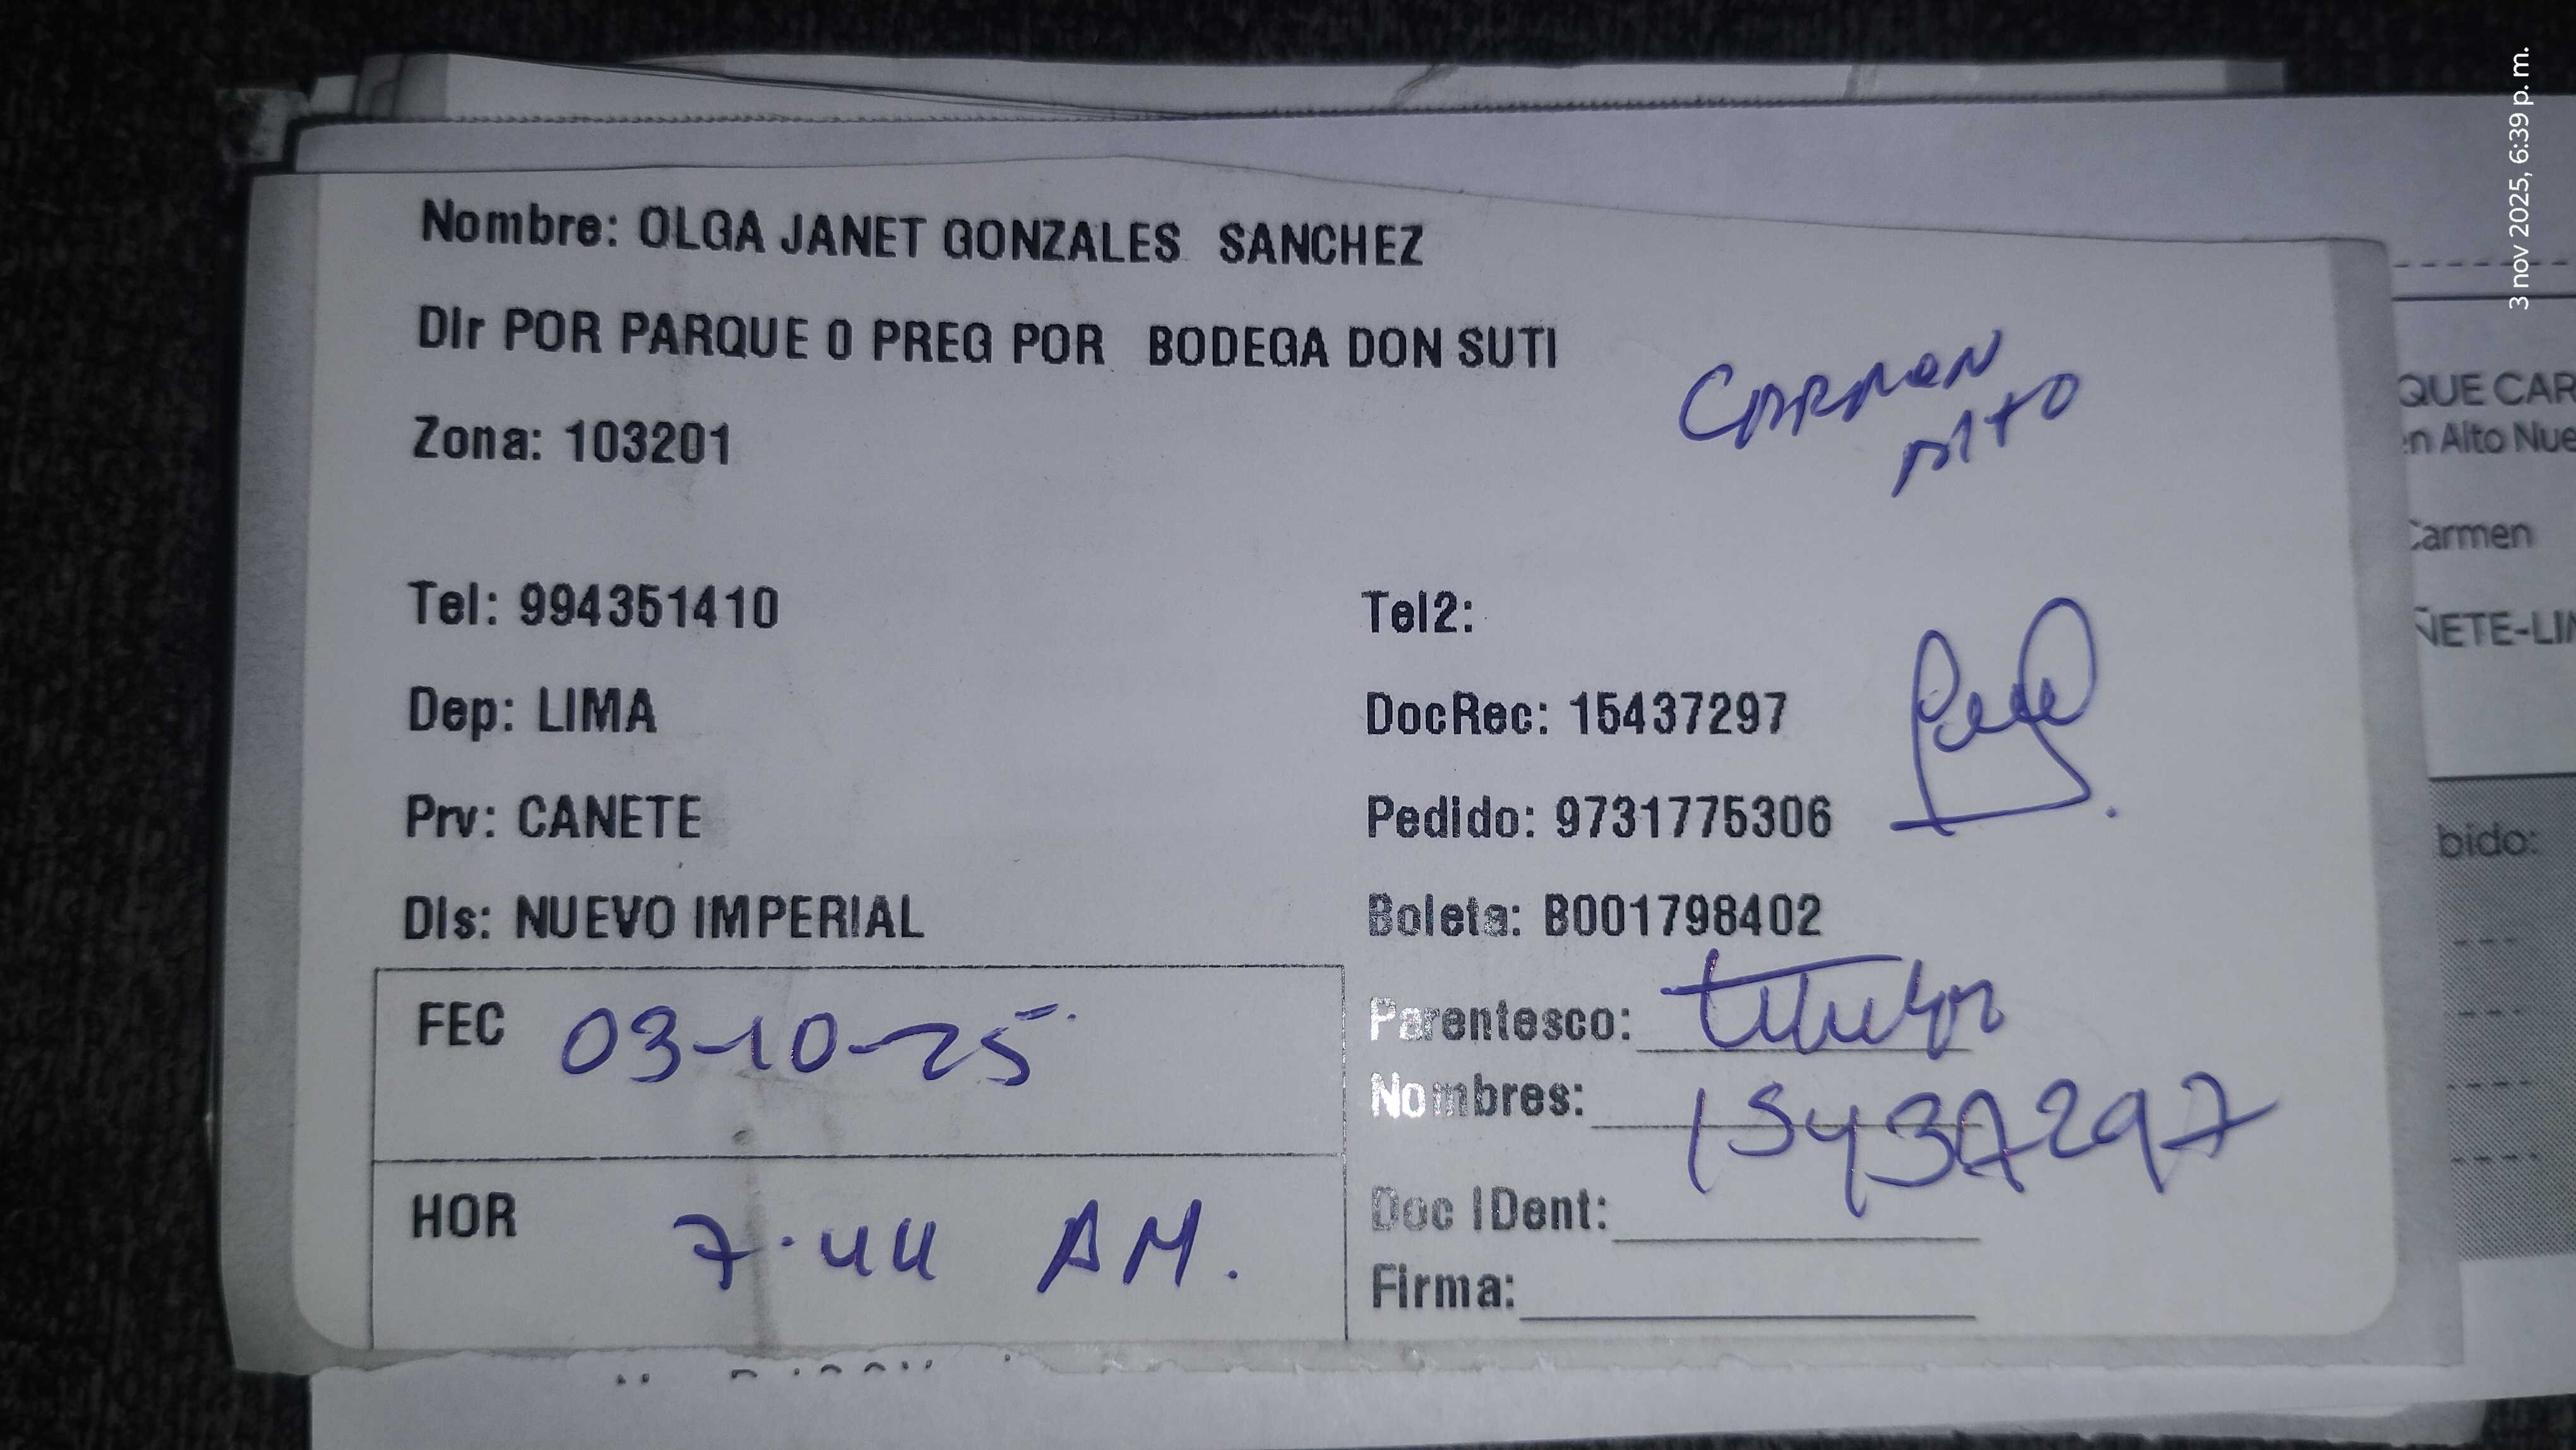 3 nov 2025, 6:39 p. m.
Nombre: OLGA JANET GONZALES SANCHEZ
Dir POR PARQUE O PREG POR BODEGA DON SUTI
Zona: 103201
CARMEN
Alto
Tel: 994351410
Tel2:
Dep: LIMA
DocRec: 15437297
Prv: CANETE
Pedido: 9731775306
Dis: NUEVO IMPERIAL
Boleta: B001798402
FEC 03-10-25
Parentesco: titular
Nombres: 15437297
HOR 7:44 AM.
Doc IDent:
Firma:
QUE CAR
n Alto Nue
Carmen
ÑETE-LI
bido: